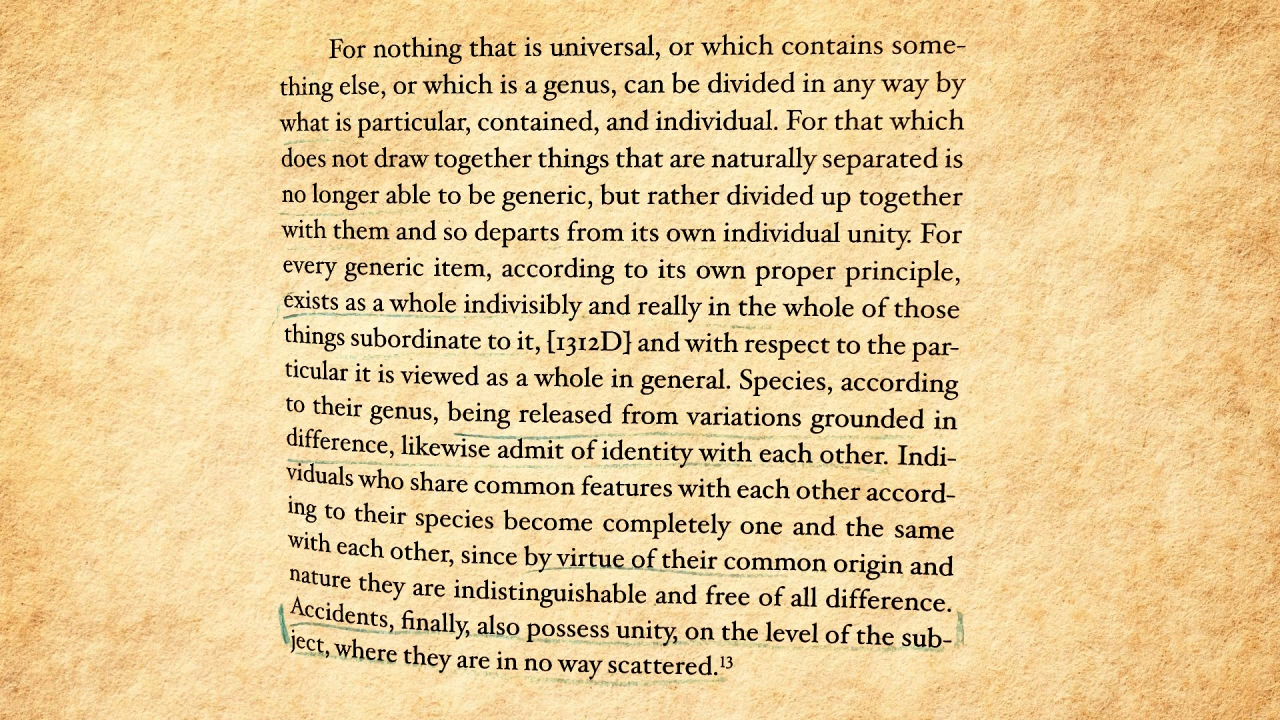 For nothing that is universal, or which contains some-
thing else, or which is a genus, can be divided in any way by
what is particular, contained, and individual. For that which
does not draw together things that are naturally separated is
no longer able to be generic, but rather divided up together
with them and so departs from its own individual unity. For
every generic item, according to its own proper principle,
exists as a whole indivisibly and really in the whole of those
things subordinate to it, [1312D] and with respect to the par-
ticular it is viewed as a whole in general. Species, according
to their genus, being released from variations grounded in
difference, likewise admit of identity with each other. Indi-
viduals who share common features with each other accord-
ing to their species become completely one and the same
with each other, since by virtue of their common origin and
nature they are indistinguishable and free of all difference.
Accidents, finally, also possess unity, on the level of the sub-
ject, where they are in no way scattered.¹³